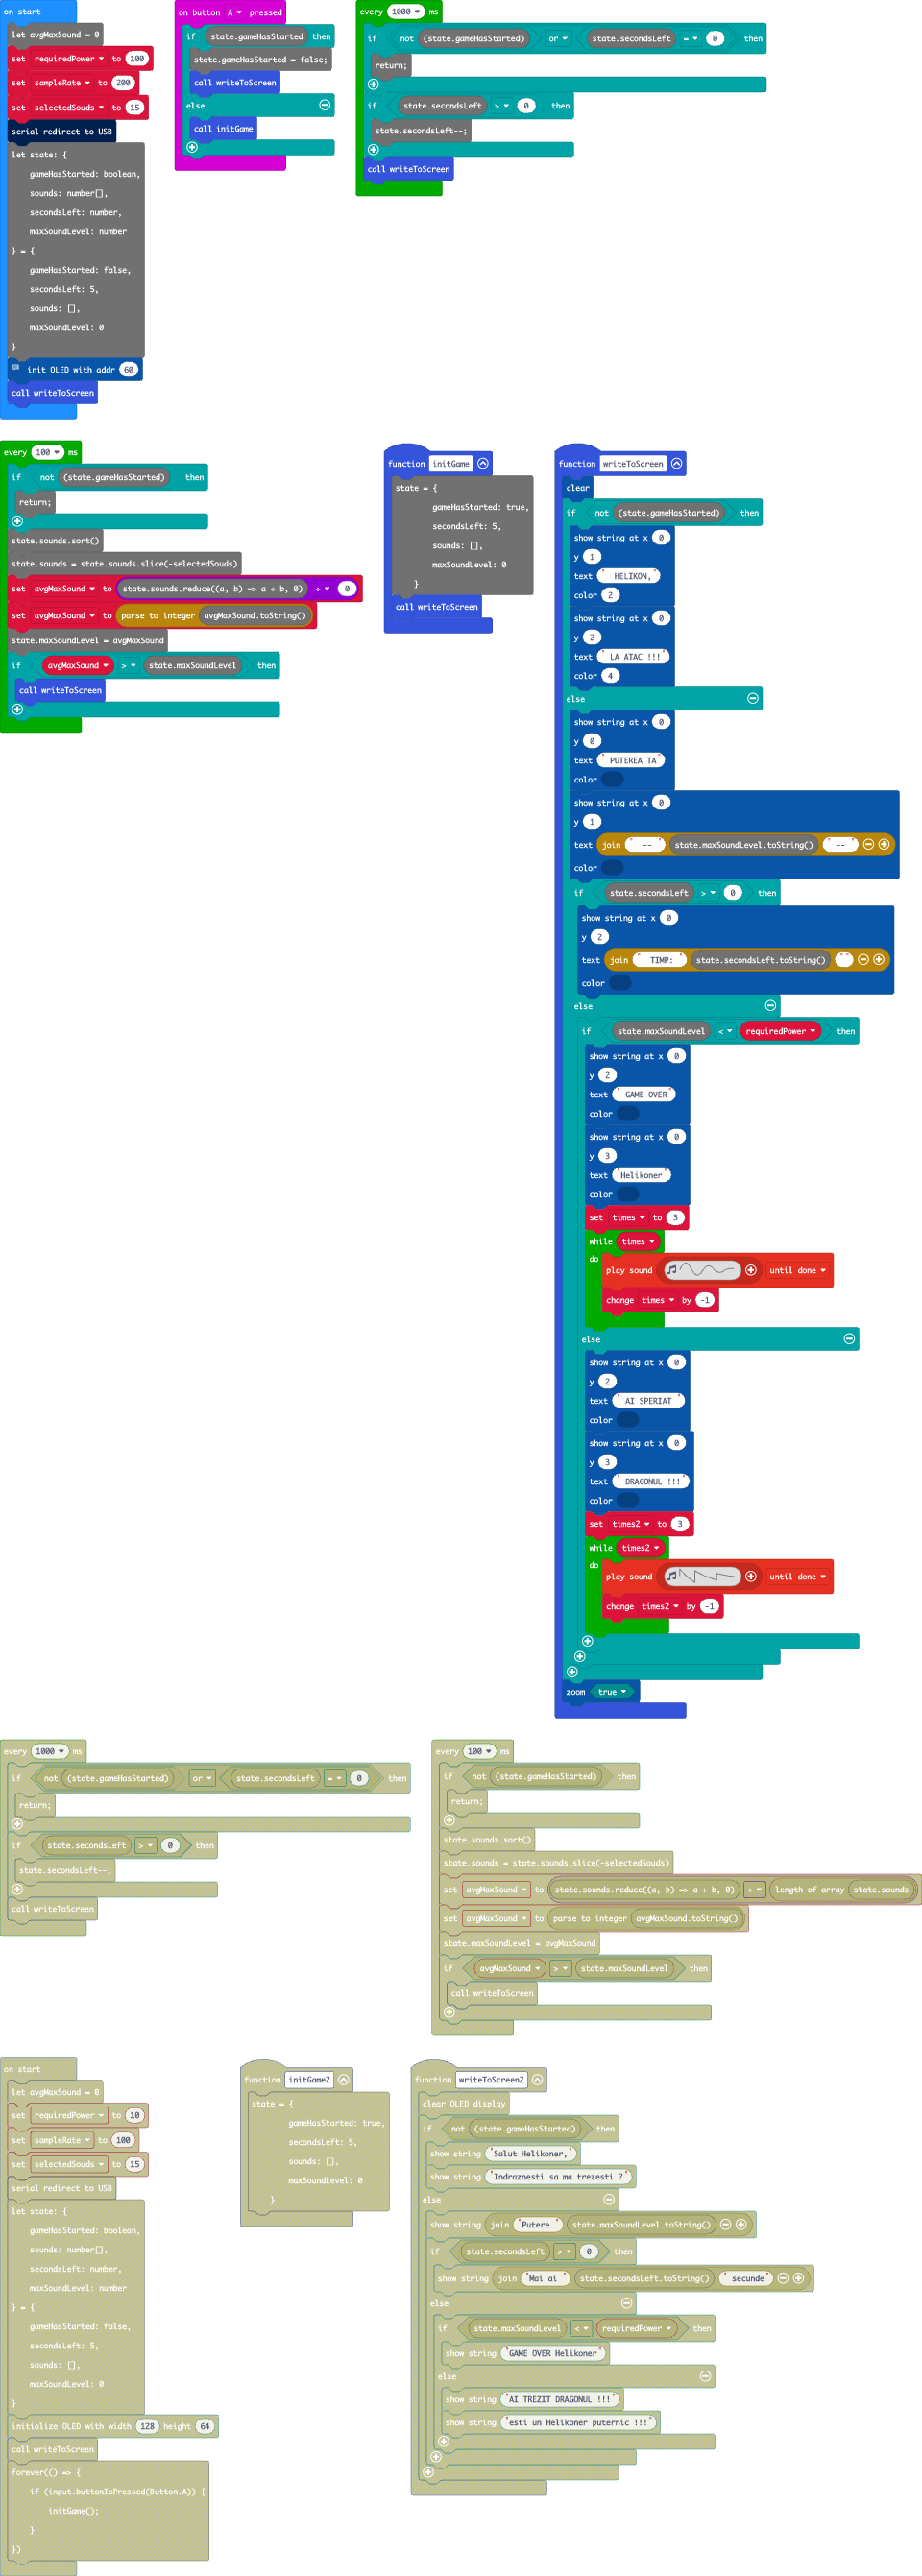 on start
let avgMaxSound = 0
set requiredPower to 100
set sampleRate to 200
set selectedSouds to 15
serial redirect to USB
let state: {
gameHasStarted: boolean,
sounds: number[],
secondsLeft: number,
maxSoundLevel: number
} = {
gameHasStarted: false,
secondsLeft: 5,
sounds: [],
maxSoundLevel: 0
}
init OLED with addr 60
call writeToScreen
on button A pressed
if state.gameHasStarted then
state.gameHasStarted = false;
call writeToScreen
else
call initGame
every 1000 ms
if not (state.gameHasStarted) or state.secondsLeft = 0 then
return;
if state.secondsLeft > 0 then
state.secondsLeft--;
call writeToScreen
every 100 ms
if not (state.gameHasStarted) then
return;
state.sounds.sort()
state.sounds = state.sounds.slice(-selectedSouds)
set avgMaxSound to state.sounds.reduce((a, b) => a + b, 0) ÷ 0
set avgMaxSound to parse to integer avgMaxSound.toString()
state.maxSoundLevel = avgMaxSound
if avgMaxSound > state.maxSoundLevel then
call writeToScreen
function initGame
state = {
gameHasStarted: true,
secondsLeft: 5,
sounds: [],
maxSoundLevel: 0
}
call writeToScreen
function writeToScreen
clear
if not (state.gameHasStarted) then
show string at x 0
y 1
text " HELIKON,"
color 2
show string at x 0
y 2
text " LA ATAC !!!"
color 4
else
show string at x 0
y 0
text " PUTEREA TA"
color
show string at x 0
y 1
text join " -- " state.maxSoundLevel.toString() " -- "
color
if state.secondsLeft > 0 then
show string at x 0
y 2
text join " TIMP: " state.secondsLeft.toString() ""
color
else
if state.maxSoundLevel < requiredPower then
show string at x 0
y 2
text " GAME OVER"
color
show string at x 0
y 3
text "Helikoner"
color
set times to 3
while times
do
play sound until done
change times by -1
else
show string at x 0
y 2
text " AI SPERIAT "
color
show string at x 0
y 3
text " DRAGONUL !!!"
color
set times2 to 3
while times2
do
play sound until done
change times2 by -1
zoom true
every 1000 ms
if not (state.gameHasStarted) or state.secondsLeft = 0 then
return;
if state.secondsLeft > 0 then
state.secondsLeft--;
call writeToScreen
every 100 ms
if not (state.gameHasStarted) then
return;
state.sounds.sort()
state.sounds = state.sounds.slice(-selectedSouds)
set avgMaxSound to state.sounds.reduce((a, b) => a + b, 0) ÷ length of array state.sounds
set avgMaxSound to parse to integer avgMaxSound.toString()
state.maxSoundLevel = avgMaxSound
if avgMaxSound > state.maxSoundLevel then
call writeToScreen
on start
let avgMaxSound = 0
set requiredPower to 10
set sampleRate to 100
set selectedSouds to 15
serial redirect to USB
let state: {
gameHasStarted: boolean,
sounds: number[],
secondsLeft: number,
maxSoundLevel: number
} = {
gameHasStarted: false,
secondsLeft: 5,
sounds: [],
maxSoundLevel: 0
}
initialize OLED with width 128 height 64
call writeToScreen
forever(() => {
if (input.buttonIsPressed(Button.A)) {
initGame();
}
})
function initGame2
state = {
gameHasStarted: true,
secondsLeft: 5,
sounds: [],
maxSoundLevel: 0
}
function writeToScreen2
clear OLED display
if not (state.gameHasStarted) then
show string "Salut Helikoner,"
show string "Indraznesti sa ma trezesti ?"
else
show string join "Putere " state.maxSoundLevel.toString()
if state.secondsLeft > 0 then
show string join "Mai ai " state.secondsLeft.toString() " secunde"
else
if state.maxSoundLevel < requiredPower then
show string "GAME OVER Helikoner"
else
show string "AI TREZIT DRAGONUL !!!"
show string "esti un Helikoner puternic !!!"